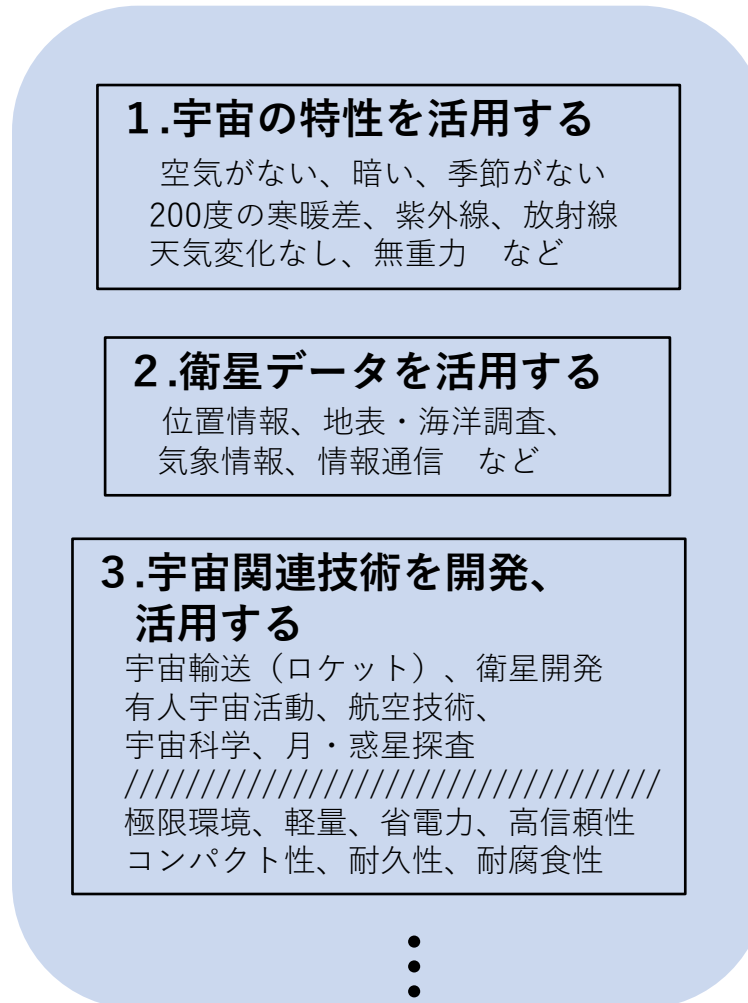 １.宇宙の特性を活用する
空気がない、暗い、季節がない
200度の寒暖差、紫外線、放射線
天気変化なし、無重力　など
２.衛星データを活用する
位置情報、地表・海洋調査、
気象情報、情報通信　など
３.宇宙関連技術を開発、
活用する
宇宙輸送（ロケット）、衛星開発
有人宇宙活動、航空技術、
宇宙科学、月・惑星探査
///////////////////////////////////
極限環境、軽量、省電力、高信頼性
コンパクト性、耐久性、耐腐食性